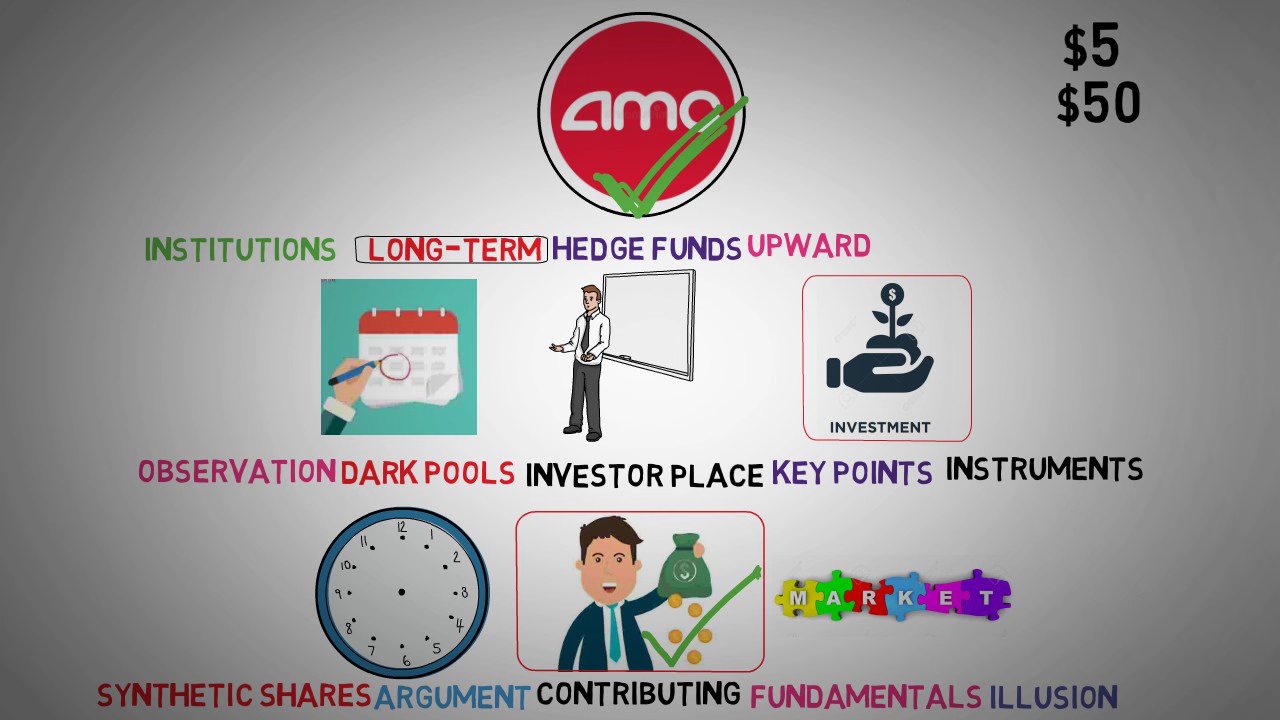 amc
$5
$50
INSTITUTIONS LONG-TERM HEDGE FUNDS UPWARD
$
INVESTMENT
OBSERVATION DARK POOLS INVESTOR PLACE KEY POINTS INSTRUMENTS
12
11 1
10 2
9 3
8 4
7 5
6
$
MARKET
SYNTHETIC SHARES ARGUMENT CONTRIBUTING FUNDAMENTALS ILLUSION